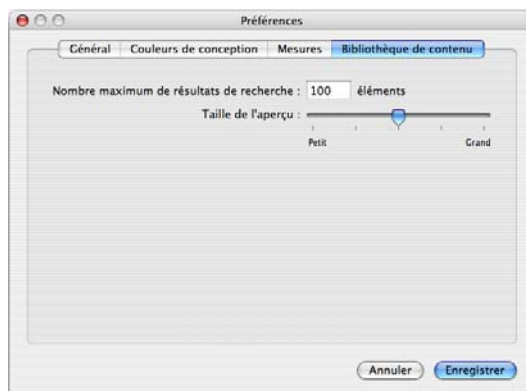 Préférences
Général Couleurs de conception Mesures Bibliothèque de contenu
Nombre maximum de résultats de recherche : 100 éléments
Taille de l'aperçu :
Petit Grand
Annuler Enregistrer